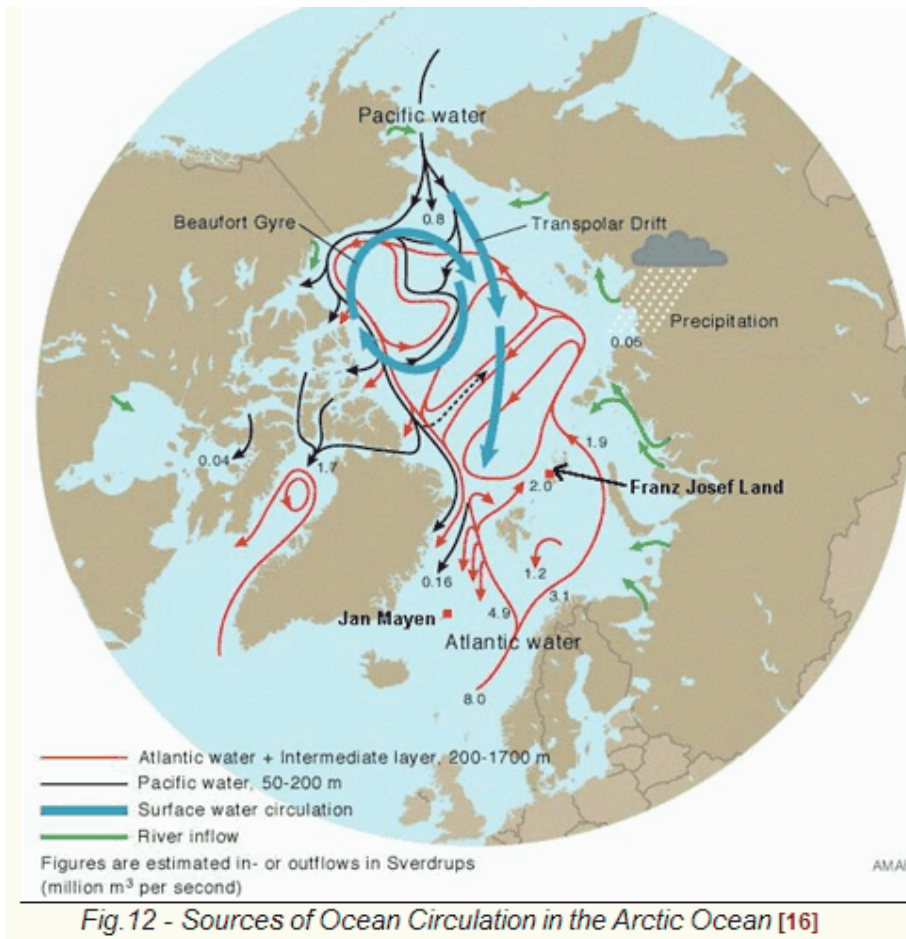 Pacific water
Beaufort Gyre
0.8
Transpolar Drift
Precipitation
0.05
1.9
0.04
1.7
2.0
Franz Josef Land
0.16
1.2
3.1
4.9
Jan Mayen
Atlantic water
8.0
Atlantic water + Intermediate layer, 200-1700 m
Pacific water, 50-200 m
Surface water circulation
River inflow
Figures are estimated in- or outflows in Sverdrups
(million m³ per second)
AMA
Fig.12 - Sources of Ocean Circulation in the Arctic Ocean [16]